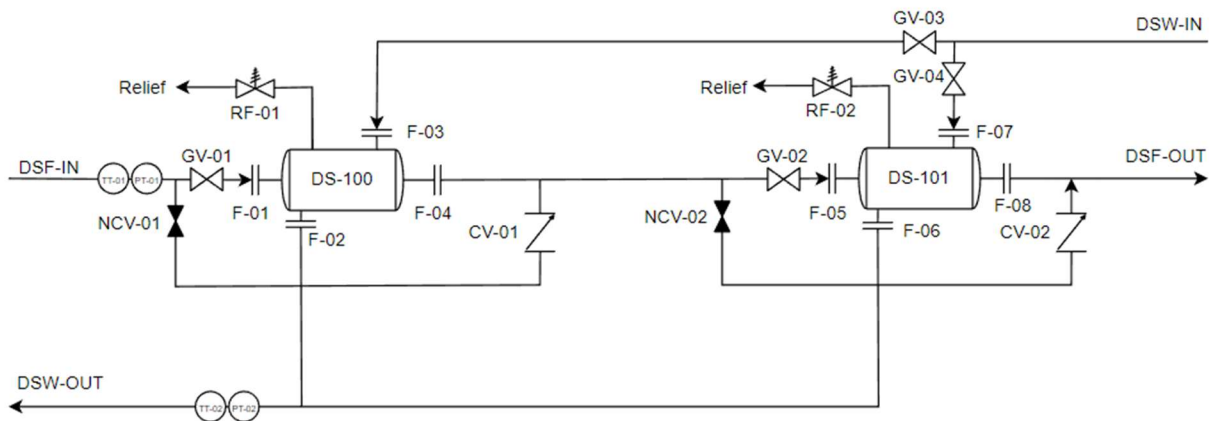 GV-03
DSW-IN
GV-04
Relief
RF-01
Relief
RF-02
F-03
F-07
DSF-IN
TT-01
PT-01
GV-01
DS-100
GV-02
DS-101
DSF-OUT
F-01
F-04
F-05
F-08
NCV-01
F-02
CV-01
NCV-02
F-06
CV-02
DSW-OUT
TT-02
PT-02